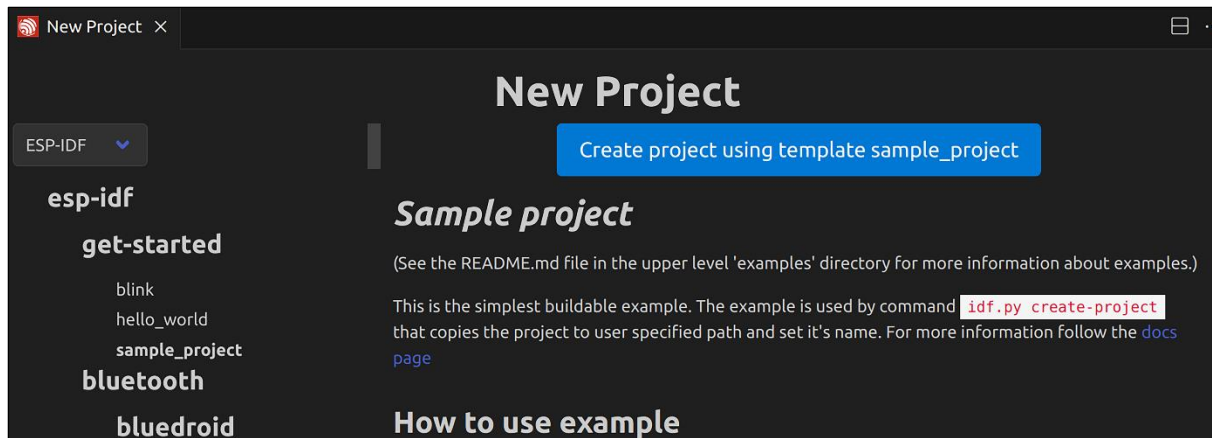 New Project
New Project
ESP-IDF
Create project using template sample_project
esp-idf
get-started
blink
hello_world
sample_project
bluetooth
bluedroid
Sample project
(See the README.md file in the upper level 'examples' directory for more information about examples.)
This is the simplest buildable example. The example is used by command idf.py create-project
that copies the project to user specified path and set it's name. For more information follow the docs
page
How to use example